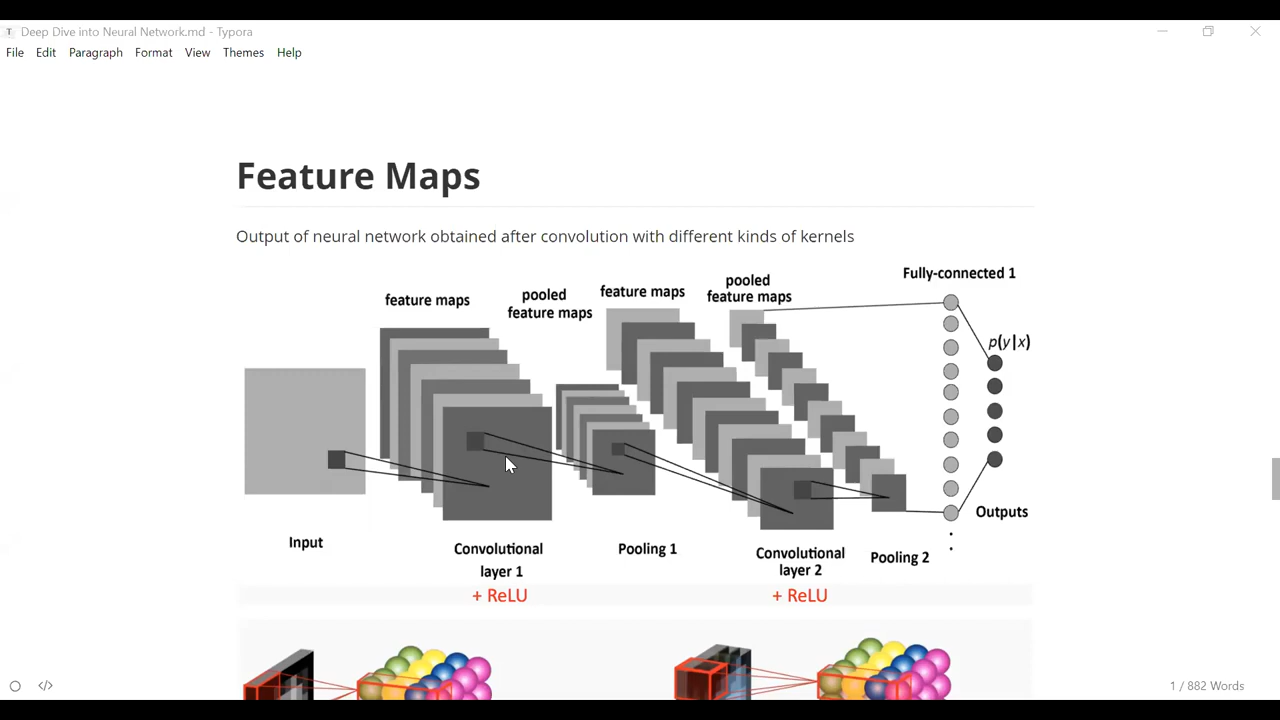 T Deep Dive into Neural Network.md - Typora
File Edit Paragraph Format View Themes Help
Feature Maps
Output of neural network obtained after convolution with different kinds of kernels
feature maps
pooled
feature maps
feature maps
pooled
feature maps
Fully-connected 1
p(y|x)
Outputs
Input
Convolutional
layer 1
+ ReLU
Pooling 1
Convolutional
layer 2
+ ReLU
Pooling 2
</> 1 / 882 Words